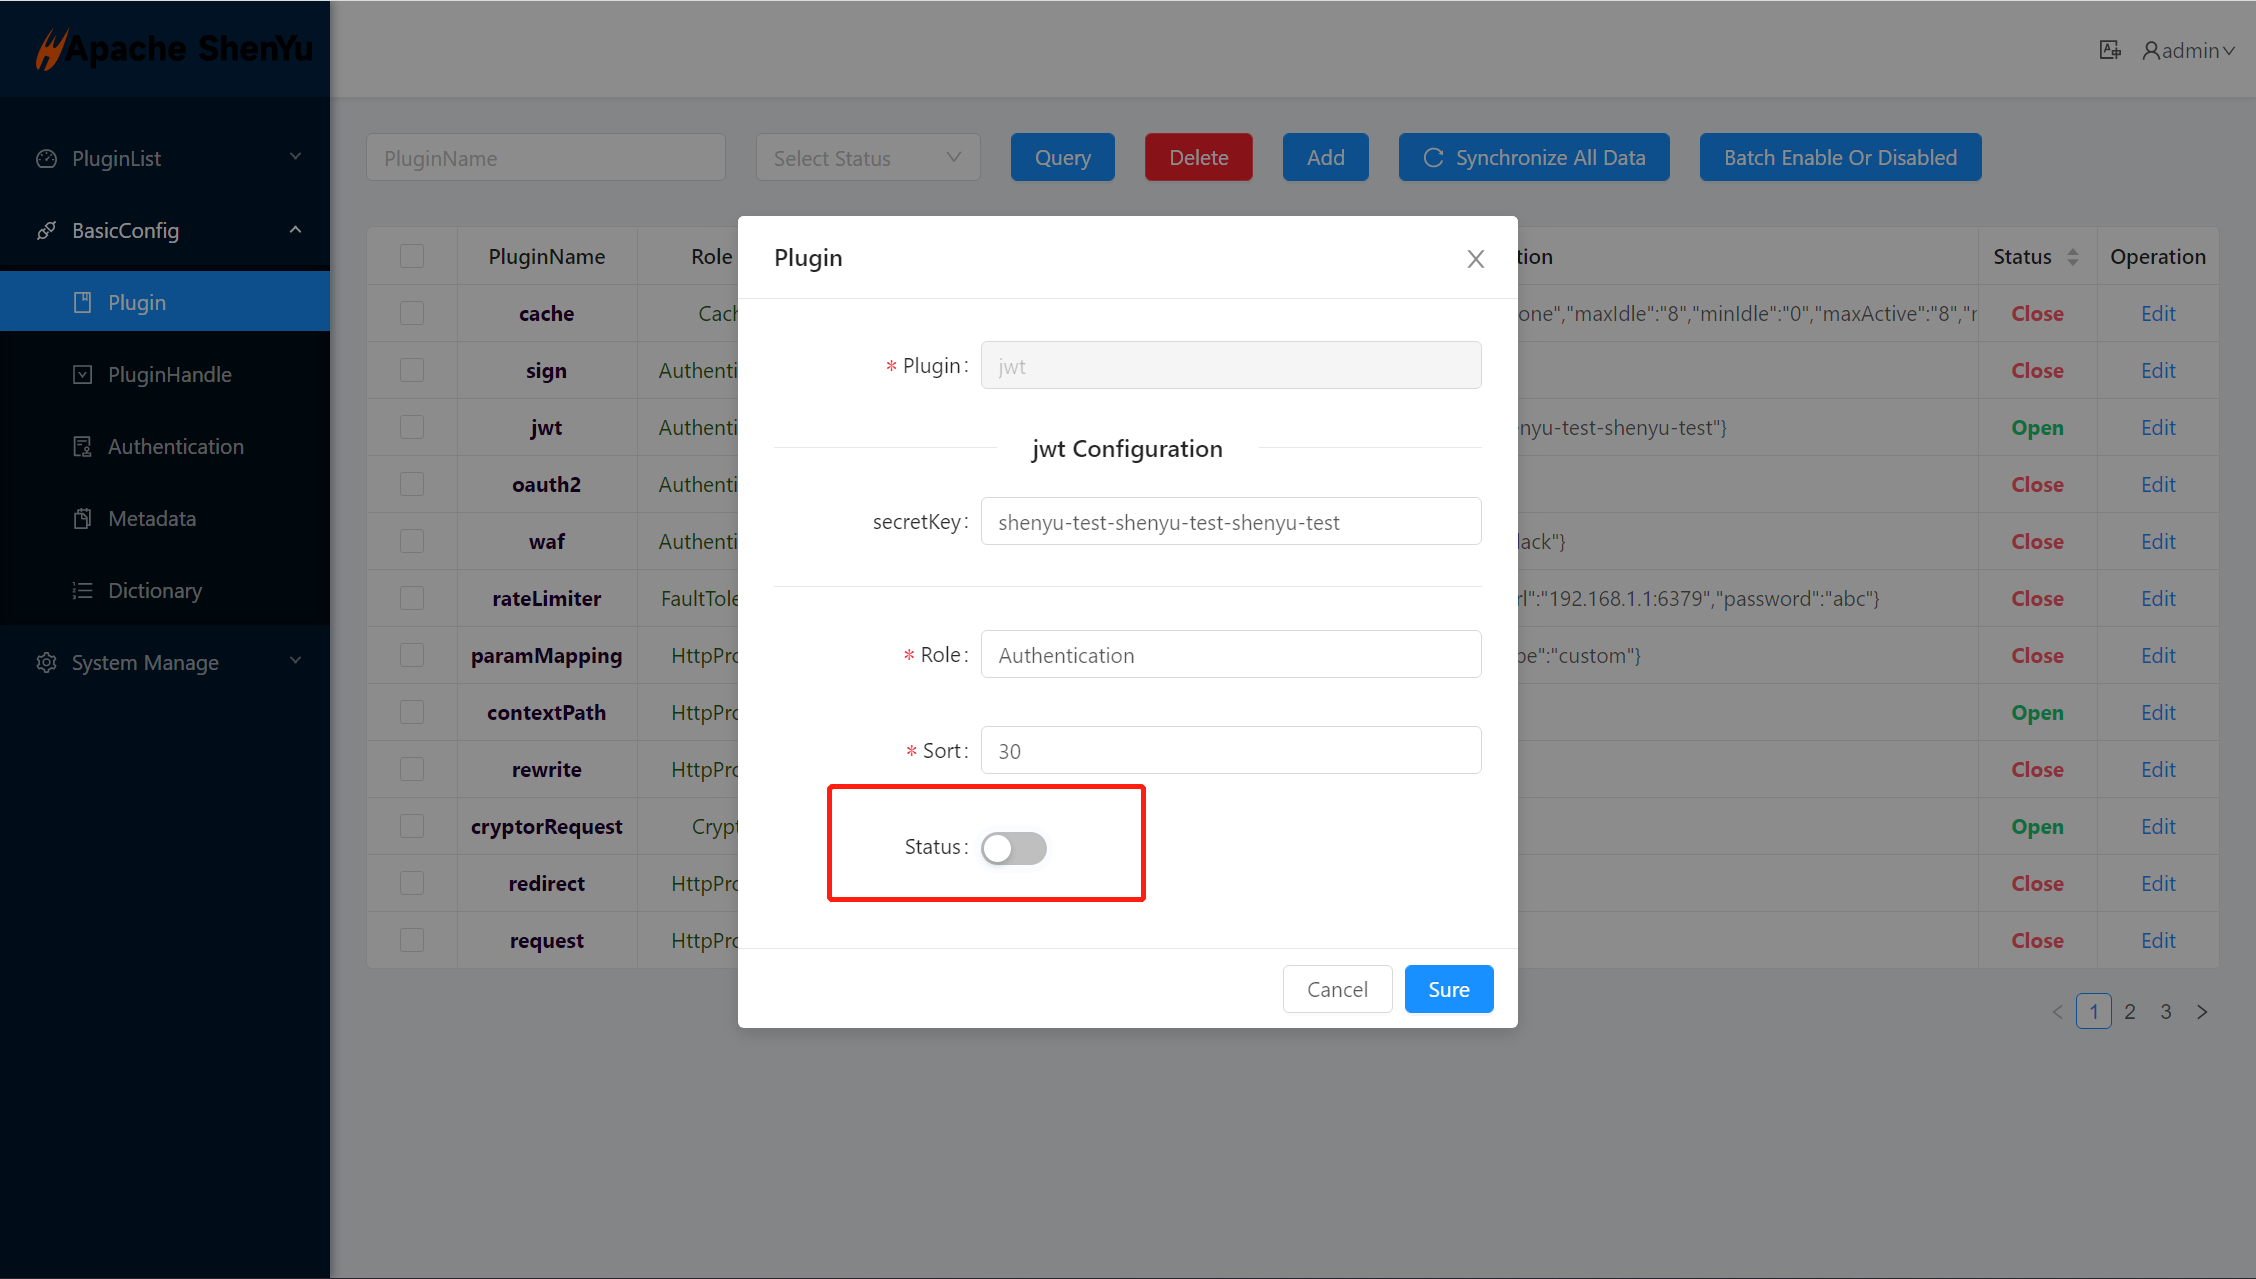 Apache ShenYu
admin
PluginList
BasicConfig
Plugin
PluginHandle
Authentication
Metadata
Dictionary
System Manage
PluginName
Select Status
Query
Delete
Add
Synchronize All Data
Batch Enable Or Disabled
PluginName Role tion Status Operation
cache Cach one","maxIdle":"8","minIdle":"0","maxActive":"8","r Close Edit
sign Authenti Close Edit
jwt Authenti nyu-test-shenyu-test"} Open Edit
oauth2 Authenti Close Edit
waf Authenti lack"} Close Edit
rateLimiter FaultTole rl":"192.168.1.1:6379","password":"abc"} Close Edit
paramMapping HttpPro pe":"custom"} Close Edit
contextPath HttpPro Open Edit
rewrite HttpPro Close Edit
cryptorRequest Crypt Open Edit
redirect HttpPro Close Edit
request HttpPro Close Edit
1 2 3
Plugin
* Plugin: jwt
jwt Configuration
secretKey: shenyu-test-shenyu-test-shenyu-test
* Role: Authentication
* Sort: 30
Status:
Cancel
Sure